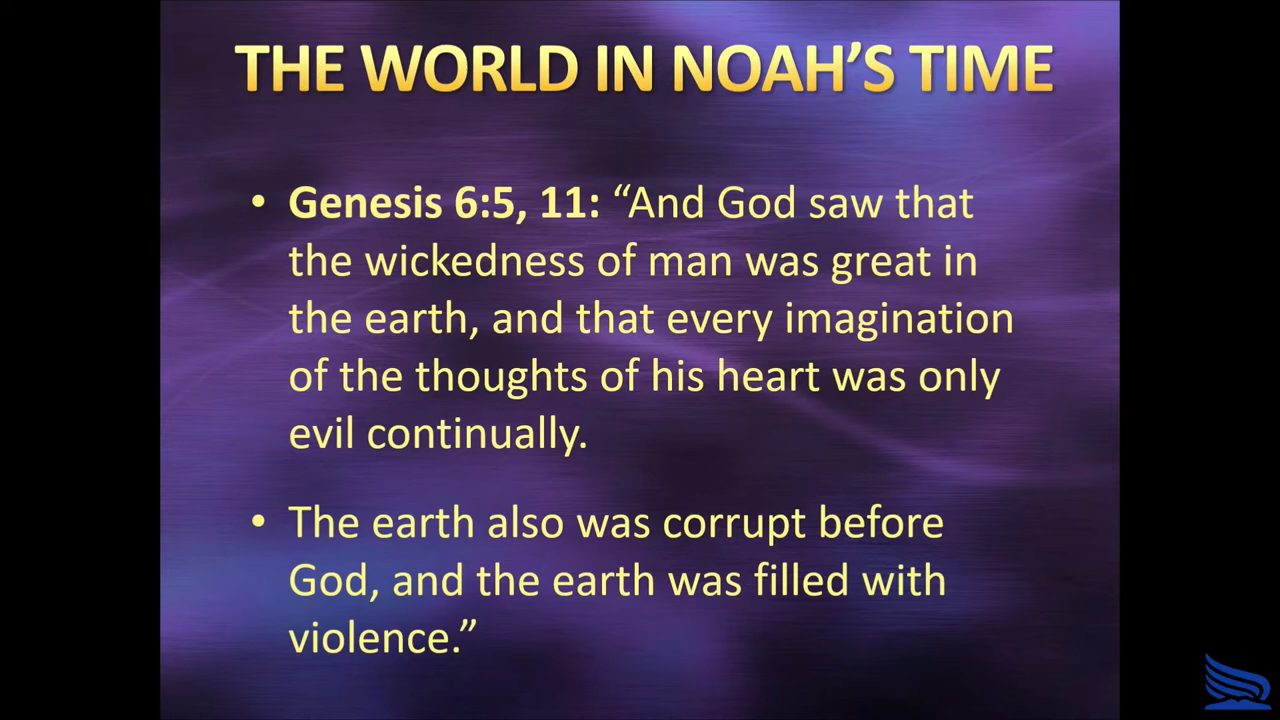 THE WORLD IN NOAH’S TIME
• Genesis 6:5, 11: “And God saw that
the wickedness of man was great in
the earth, and that every imagination
of the thoughts of his heart was only
evil continually.
• The earth also was corrupt before
God, and the earth was filled with
violence.”